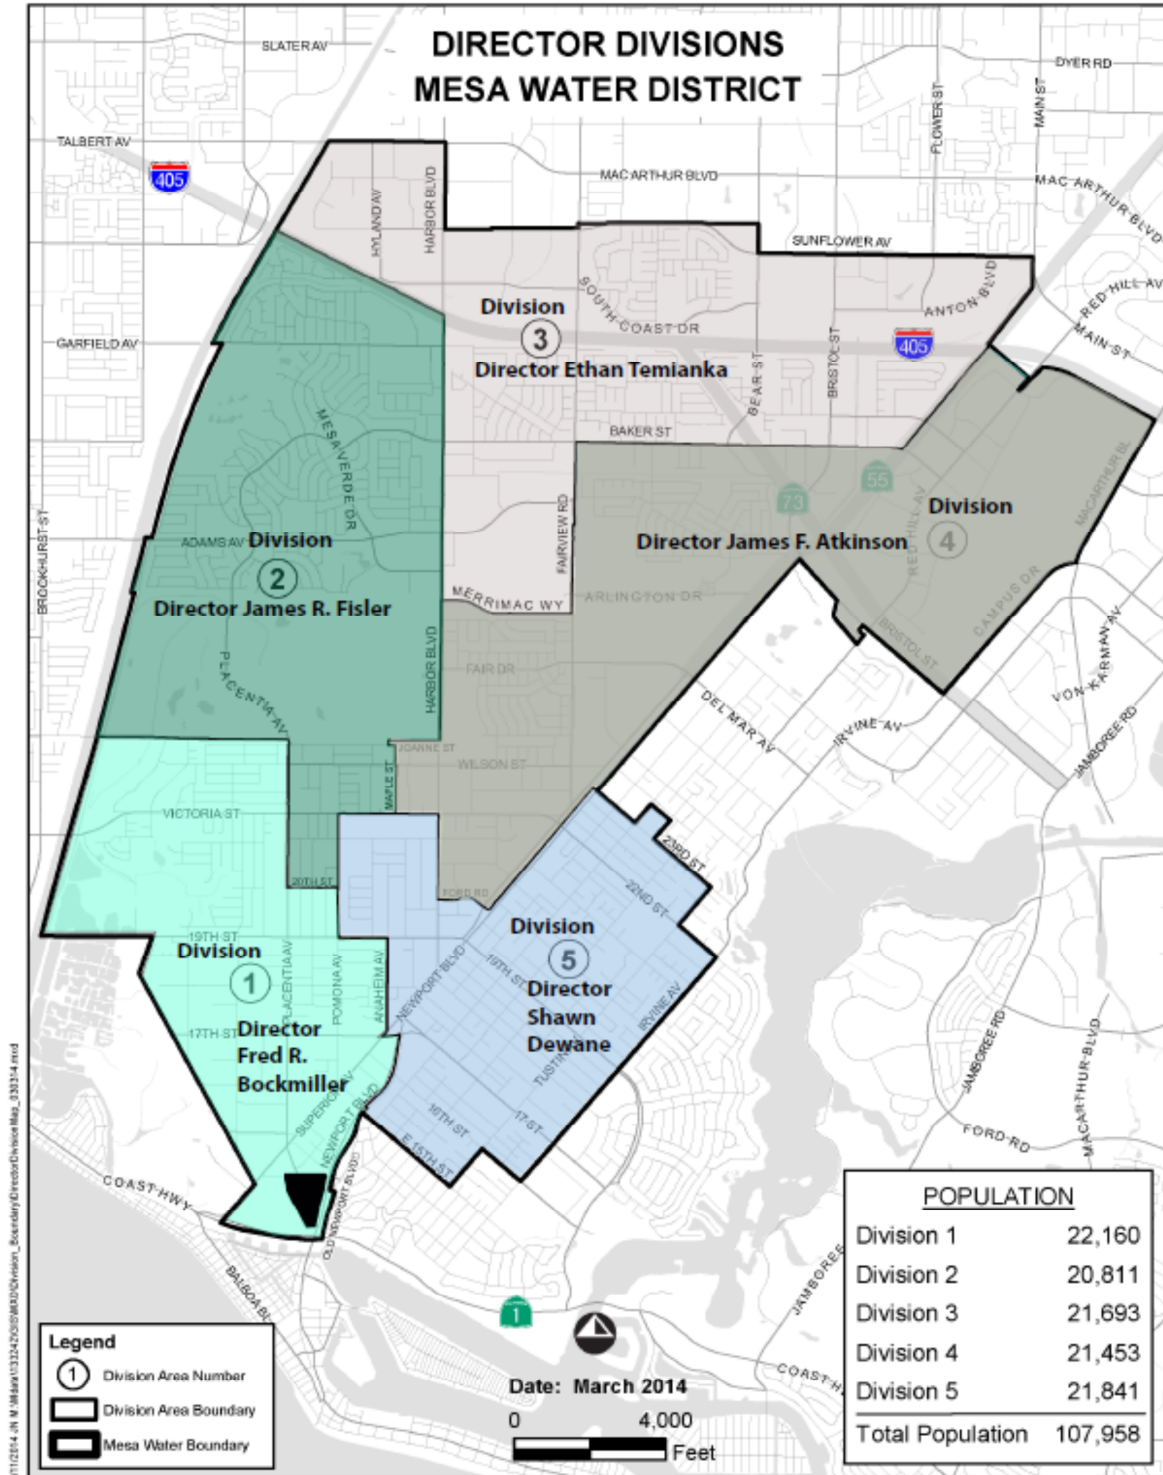 DIRECTOR DIVISIONS
MESA WATER DISTRICT
SLATER AV
DYER RD
FLOWER ST
MAIN ST
TALBERT AV
405
MAC ARTHUR BLVD
MAC ARTHUR BLVD
HYLAND AV
HARBOR BLVD
SUNFLOWER AV
RED HILL AV
MAIN ST
ANTON BLVD
SOUTH COAST DR
Division
3
Director Ethan Temianka
405
GARFIELD AV
BEAR ST
BRISTOL ST
BAKER ST
MESA VERDE DR
55
73
RED HILL AV
MACARTHUR BL
Division
4
Director James F. Atkinson
FAIRVIEW RD
BROOKHURST ST
ADAMS AV
Division
2
Director James R. Fisler
MERRIMAC WY
ARLINGTON DR
CAMPUS DR
BRISTOL ST
VON KARMAN AV
PLACENTIA AV
HARBOR BLVD
FAIR DR
DEL MAR AV
IRVINE AV
JAMBOREE RD
JOANNE ST
WILSON ST
MAPLE ST
VICTORIA ST
23RD ST
20TH ST
FORD RD
22ND ST
19TH ST
Division
1
Director
Fred R.
Bockmiller
PLACENTIA AV
POMONA AV
ANAHEIM AV
NEWPORT BLVD
19TH ST
Division
5
Director
Shawn
Dewane
IRVINE AV
17TH ST
SUPERIOR AV
NEWPORT BLVD
16TH ST
17 ST
E 15TH ST
JAMBOREE RD
MACARTHUR BLVD
FORD RD
COAST HWY
OLD NEWPORT BLVD
BALBOA BL
JAMBOREE
1
COAST H
POPULATION
Division 1 22,160
Division 2 20,811
Division 3 21,693
Division 4 21,453
Division 5 21,841
Total Population 107,958
Legend
1 Division Area Number
Division Area Boundary
Mesa Water Boundary
Date: March 2014
0 4,000
Feet